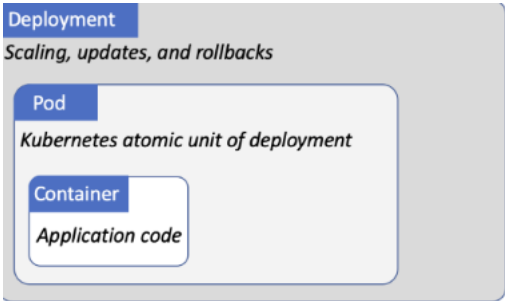 Deployment
Scaling, updates, and rollbacks
Pod
Kubernetes atomic unit of deployment
Container
Application code